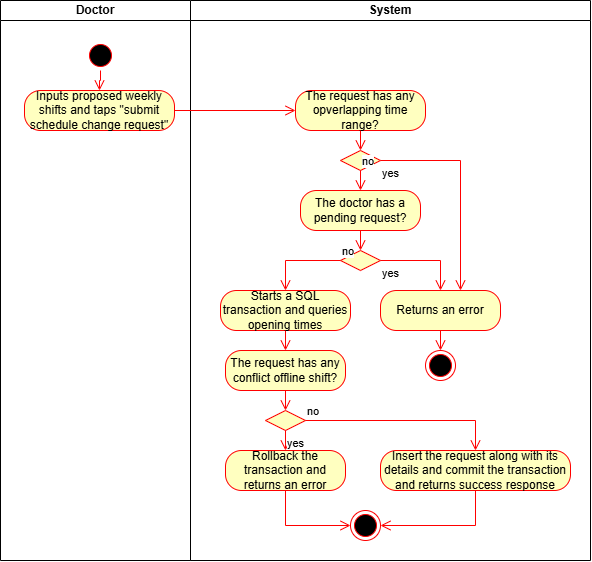 Doctor
System
Inputs proposed weekly
shifts and taps "submit
schedule change request"
The request has any
opverlapping time
range?
no
yes
The doctor has a
pending request?
no
yes
Starts a SQL
transaction and queries
opening times
Returns an error
The request has any
conflict offline shift?
no
yes
Rollback the
transaction and
returns an error
Insert the request along with its
details and commit the transaction
and returns success response